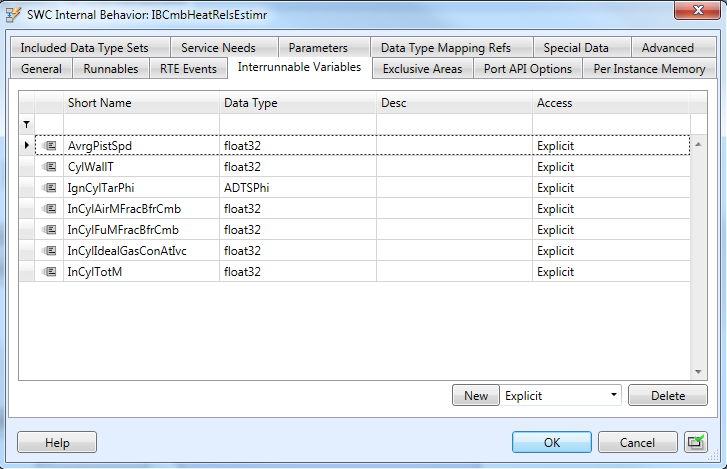 SWC Internal Behavior: IBCmbHeatRelsEstimr
Included Data Type Sets Service Needs Parameters Data Type Mapping Refs Special Data Advanced
General Runnables RTE Events Interrunnable Variables Exclusive Areas Port API Options Per Instance Memory
Short Name Data Type Desc Access
AvrgPistSpd float32 Explicit
CylWallT float32 Explicit
IgnCylTarPhi ADTSPhi Explicit
InCylAirMFracBfrCmb float32 Explicit
InCylFuMFracBfrCmb float32 Explicit
InCylIdealGasConAtIvc float32 Explicit
InCylTotM float32 Explicit
New Explicit Delete
Help OK Cancel